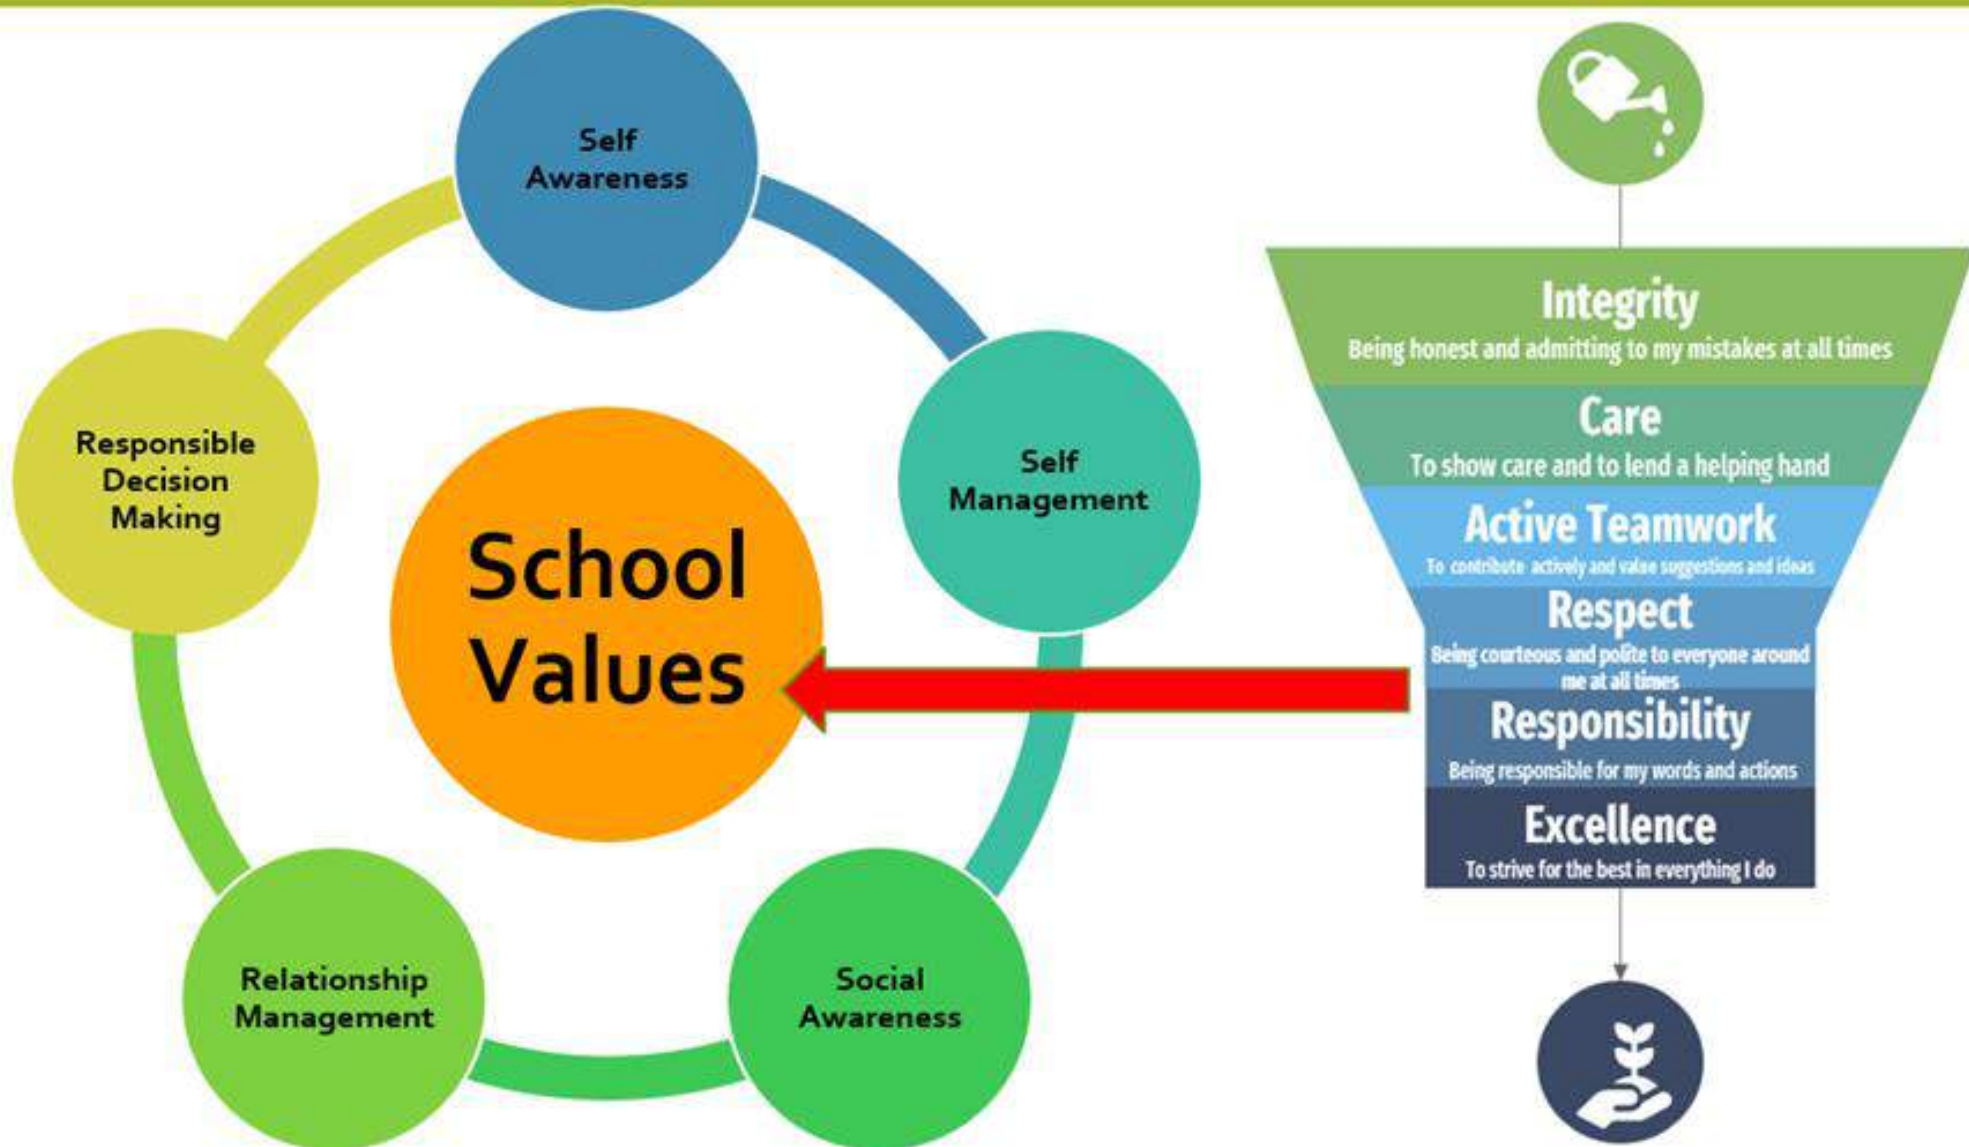 Self
Awareness
Self
Management
Social
Awareness
Relationship
Management
Responsible
Decision
Making
School
Values
Integrity
Being honest and admitting to my mistakes at all times
Care
To show care and to lend a helping hand
Active Teamwork
To contribute actively and value suggestions and ideas
Respect
Being courteous and polite to everyone around
me at all times
Responsibility
Being responsible for my words and actions
Excellence
To strive for the best in everything I do